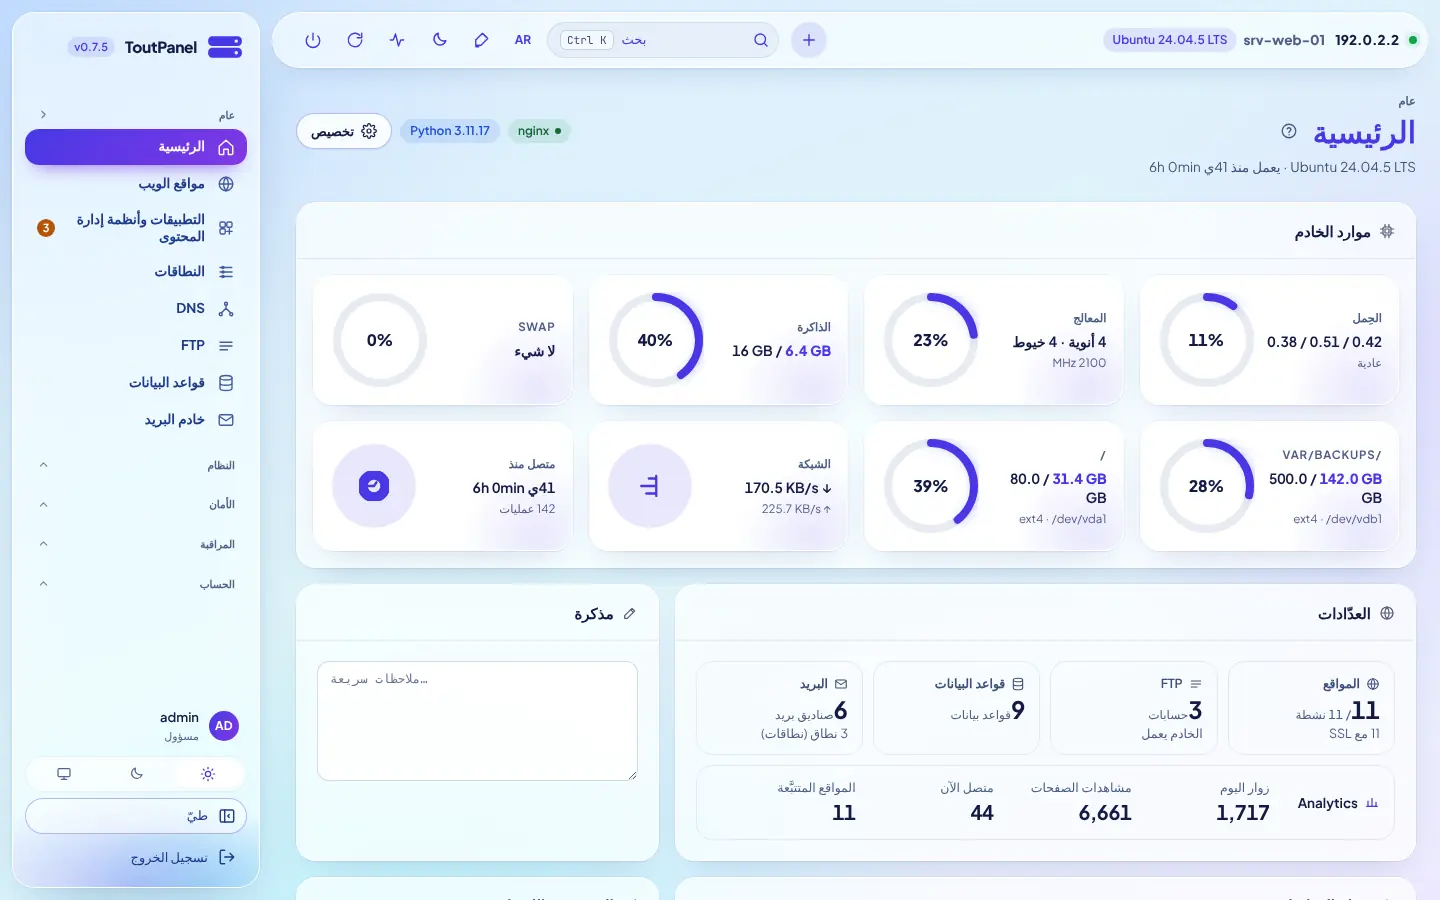 ToutPanel
v0.7.5
عام
الرئيسية
مواقع الويب
التطبيقات وأنظمة إدارة
المحتوى
3
النطاقات
DNS
FTP
قواعد البيانات
خادم البريد
النظام
الأمان
المراقبة
الحساب
AD
admin
مسؤول
طيّ
تسجيل الخروج
192.0.2.2
srv-web-01
Ubuntu 24.04.5 LTS
بحث
Ctrl K
AR
عام
الرئيسية
Ubuntu 24.04.5 LTS · يعمل منذ 41ي 6h 0min
nginx
Python 3.11.17
تخصيص
موارد الخادم
الحِمل
0.38 / 0.51 / 0.42
عادية
11%
المعالج
4 أنوية · 4 خيوط
MHz 2100
23%
الذاكرة
16 GB / 6.4 GB
40%
SWAP
لا شيء
0%
VAR/BACKUPS/
500.0 / 142.0 GB
GB
ext4 · /dev/vdb1
28%
/
80.0 / 31.4 GB
GB
ext4 · /dev/vda1
39%
الشبكة
170.5 KB/s ↓
225.7 KB/s ↑
متصل منذ
41ي 6h 0min
142 عمليات
العدّادات
المواقع
11/ 11 نشطة
11 مع SSL
FTP
3حسابات
الخادم يعمل
قواعد البيانات
9قواعد بيانات
البريد
6صناديق بريد
3 نطاق (نطاقات)
Analytics
زوار اليوم
1,717
مشاهدات الصفحات
6,661
متصل الآن
44
المواقع المتتبَّعة
11
مذكرة
ملاحظات سريعة…